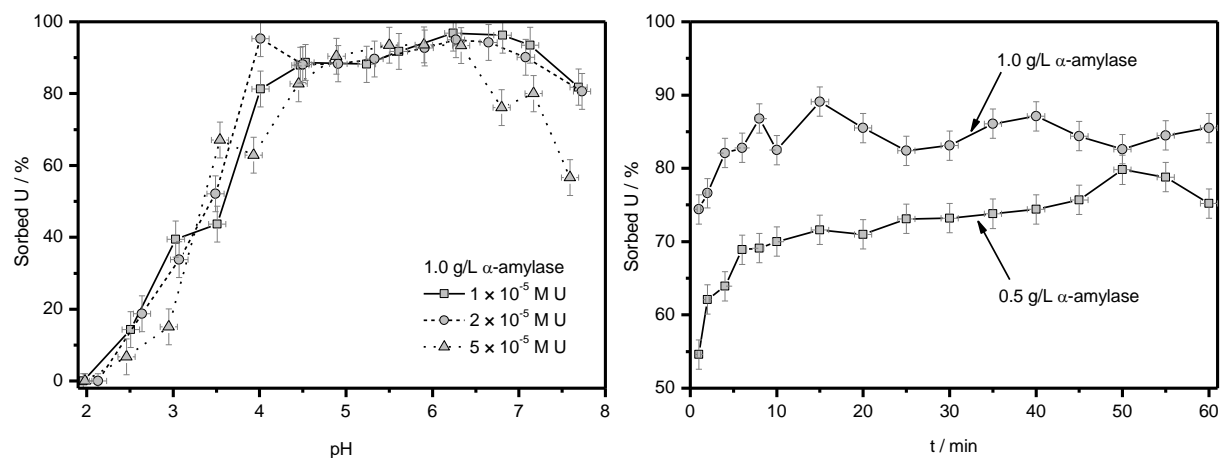 100
80
60
40
20
0
Sorbed U / %
2 3 4 5 6 7 8
pH
1.0 g/L α-amylase
1 × 10⁻⁵ M U
2 × 10⁻⁵ M U
5 × 10⁻⁵ M U
100
90
80
70
60
50
Sorbed U / %
0 10 20 30 40 50 60
t / min
1.0 g/L α-amylase
0.5 g/L α-amylase